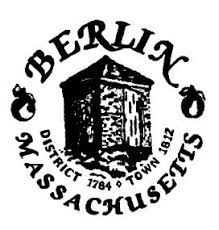 BERLIN
DISTRICT 1784 ◇ TOWN 1812
MASSACHUSETTS